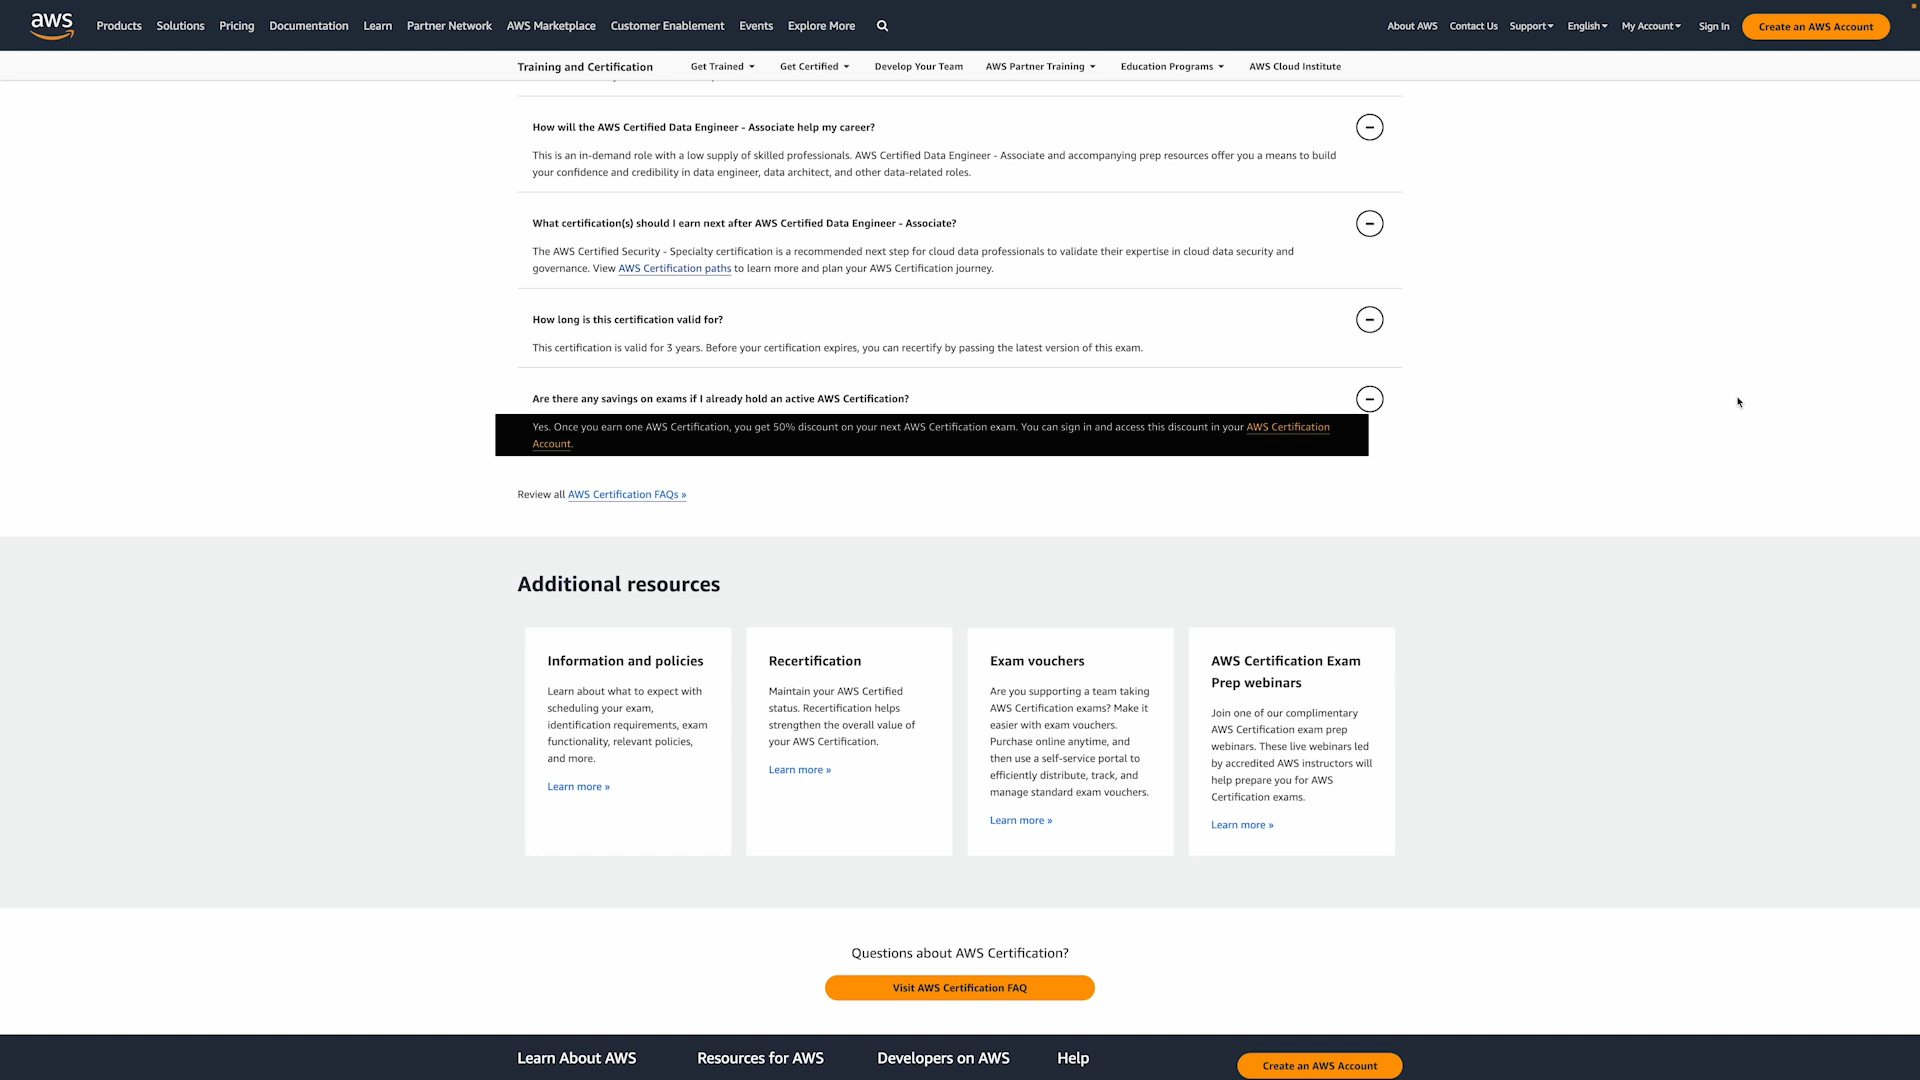 aws
Products Solutions Pricing Documentation Learn Partner Network AWS Marketplace Customer Enablement Events Explore More
About AWS Contact Us Support English My Account Sign In Create an AWS Account
Training and Certification Get Trained Get Certified Develop Your Team AWS Partner Training Education Programs AWS Cloud Institute
How will the AWS Certified Data Engineer - Associate help my career?
This is an in-demand role with a low supply of skilled professionals. AWS Certified Data Engineer - Associate and accompanying prep resources offer you a means to build
your confidence and credibility in data engineer, data architect, and other data-related roles.
What certification(s) should I earn next after AWS Certified Data Engineer - Associate?
The AWS Certified Security - Specialty certification is a recommended next step for cloud data professionals to validate their expertise in cloud data security and
governance. View AWS Certification paths to learn more and plan your AWS Certification journey.
How long is this certification valid for?
This certification is valid for 3 years. Before your certification expires, you can recertify by passing the latest version of this exam.
Are there any savings on exams if I already hold an active AWS Certification?
Yes. Once you earn one AWS Certification, you get 50% discount on your next AWS Certification exam. You can sign in and access this discount in your AWS Certification
Account.
Review all AWS Certification FAQs »
Additional resources
Information and policies
Learn about what to expect with
scheduling your exam,
identification requirements, exam
functionality, relevant policies,
and more.
Learn more »
Recertification
Maintain your AWS Certified
status. Recertification helps
strengthen the overall value of
your AWS Certification.
Learn more »
Exam vouchers
Are you supporting a team taking
AWS Certification exams? Make it
easier with exam vouchers.
Purchase online anytime, and
then use a self-service portal to
efficiently distribute, track, and
manage standard exam vouchers.
Learn more »
AWS Certification Exam
Prep webinars
Join one of our complimentary
AWS Certification exam prep
webinars. These live webinars led
by accredited AWS instructors will
help prepare you for AWS
Certification exams.
Learn more »
Questions about AWS Certification?
Visit AWS Certification FAQ
Learn About AWS Resources for AWS Developers on AWS Help
Create an AWS Account